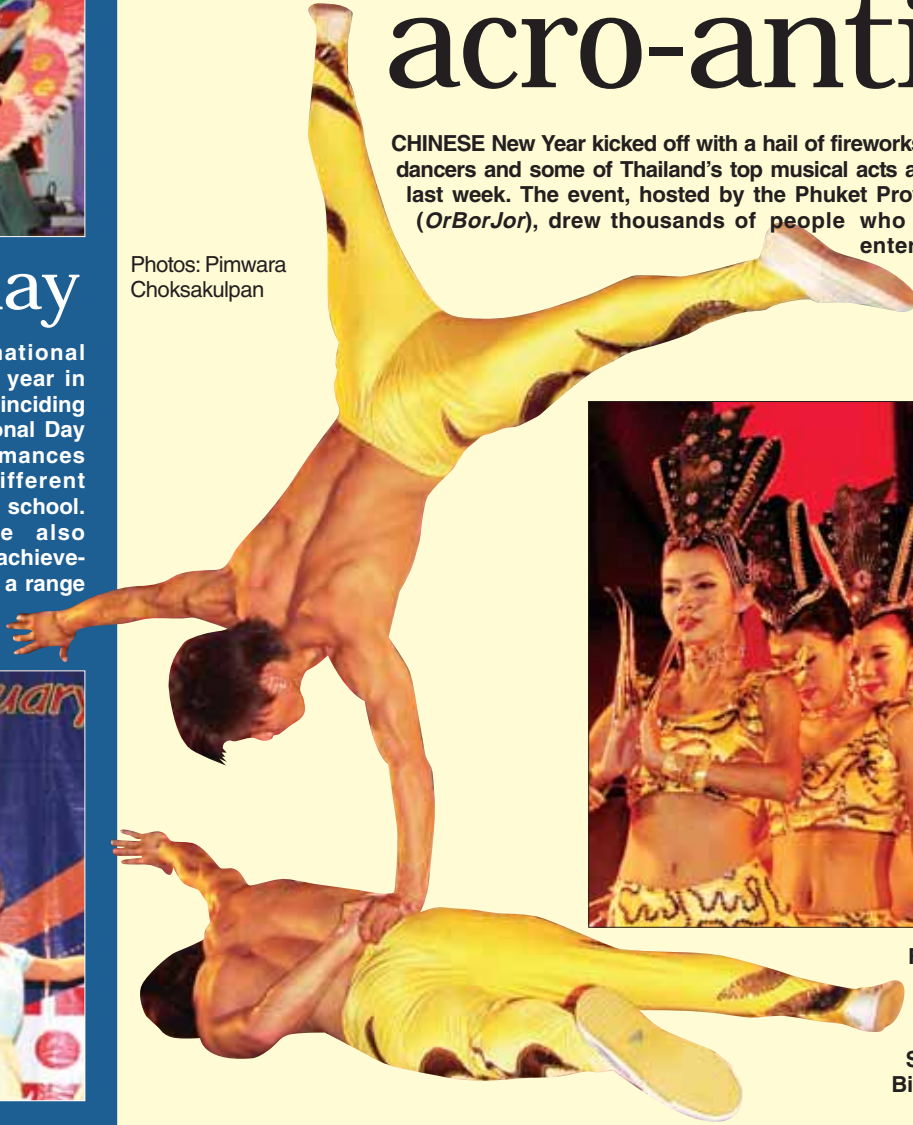 ay
national
year in
inciding
onal Day
mances
ifferent
school.
e also
achieve-
a range
uary
acro-anti
CHINESE New Year kicked off with a hail of fireworks
dancers and some of Thailand's top musical acts a
last week. The event, hosted by the Phuket Pro
(OrBorJor), drew thousands of people who
enter
Photos: Pimwara
Choksakulpan
S
Bi